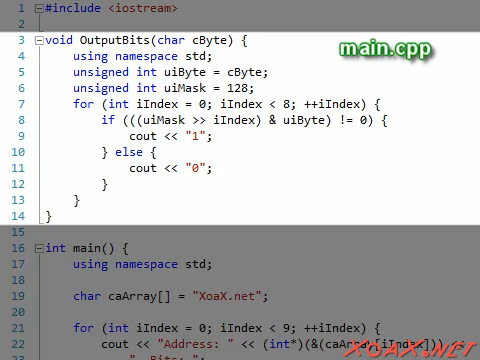 1 #include <iostream>
2
3 void OutputBits(char cByte) {
main.cpp
4 using namespace std;
5 unsigned int uiByte = cByte;
6 unsigned int uiMask = 128;
7 for (int iIndex = 0; iIndex < 8; ++iIndex) {
8 if (((uiMask >> iIndex) & uiByte) != 0) {
9 cout << "1";
10 } else {
11 cout << "0";
12 }
13 }
14 }
15
16 int main() {
17 using namespace std;
18
19 char caArray[] = "XoaX.net";
20
21 for (int iIndex = 0; iIndex < 9; ++iIndex) {
22 cout << "Address: " << (int*)(&(caArray[iIndex])) <<
23 " Bits: ";
XOAX.NET